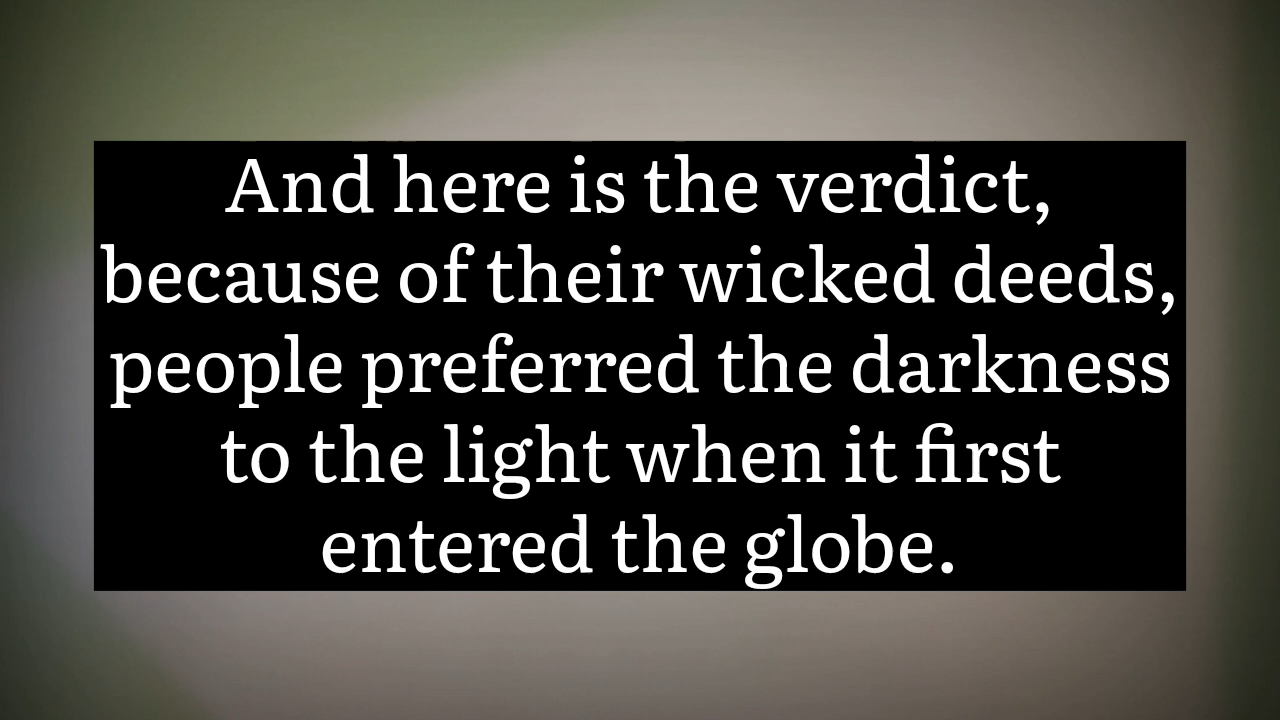 And here is the verdict,
because of their wicked deeds,
people preferred the darkness
to the light when it first
entered the globe.